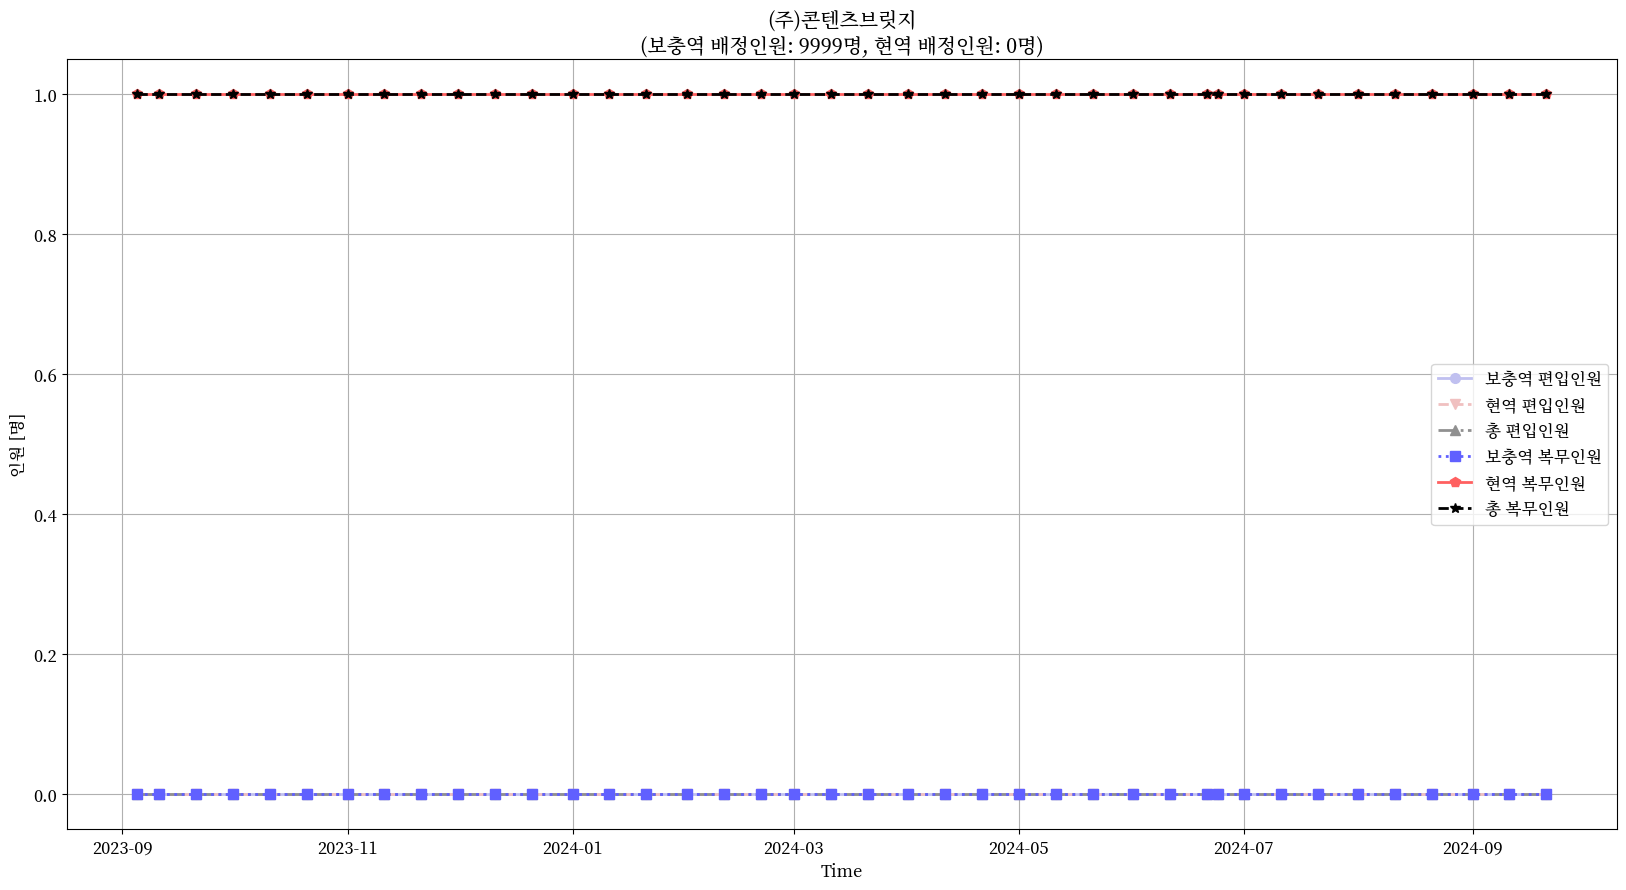 (주)콘텐츠브릿지
(보충역 배정인원: 9999명, 현역 배정인원: 0명)
인원 [명]
1.0
0.8
0.6
0.4
0.2
0.0
보충역 편입인원
현역 편입인원
총 편입인원
보충역 복무인원
현역 복무인원
총 복무인원
2023-09 2023-11 2024-01 2024-03 2024-05 2024-07 2024-09
Time